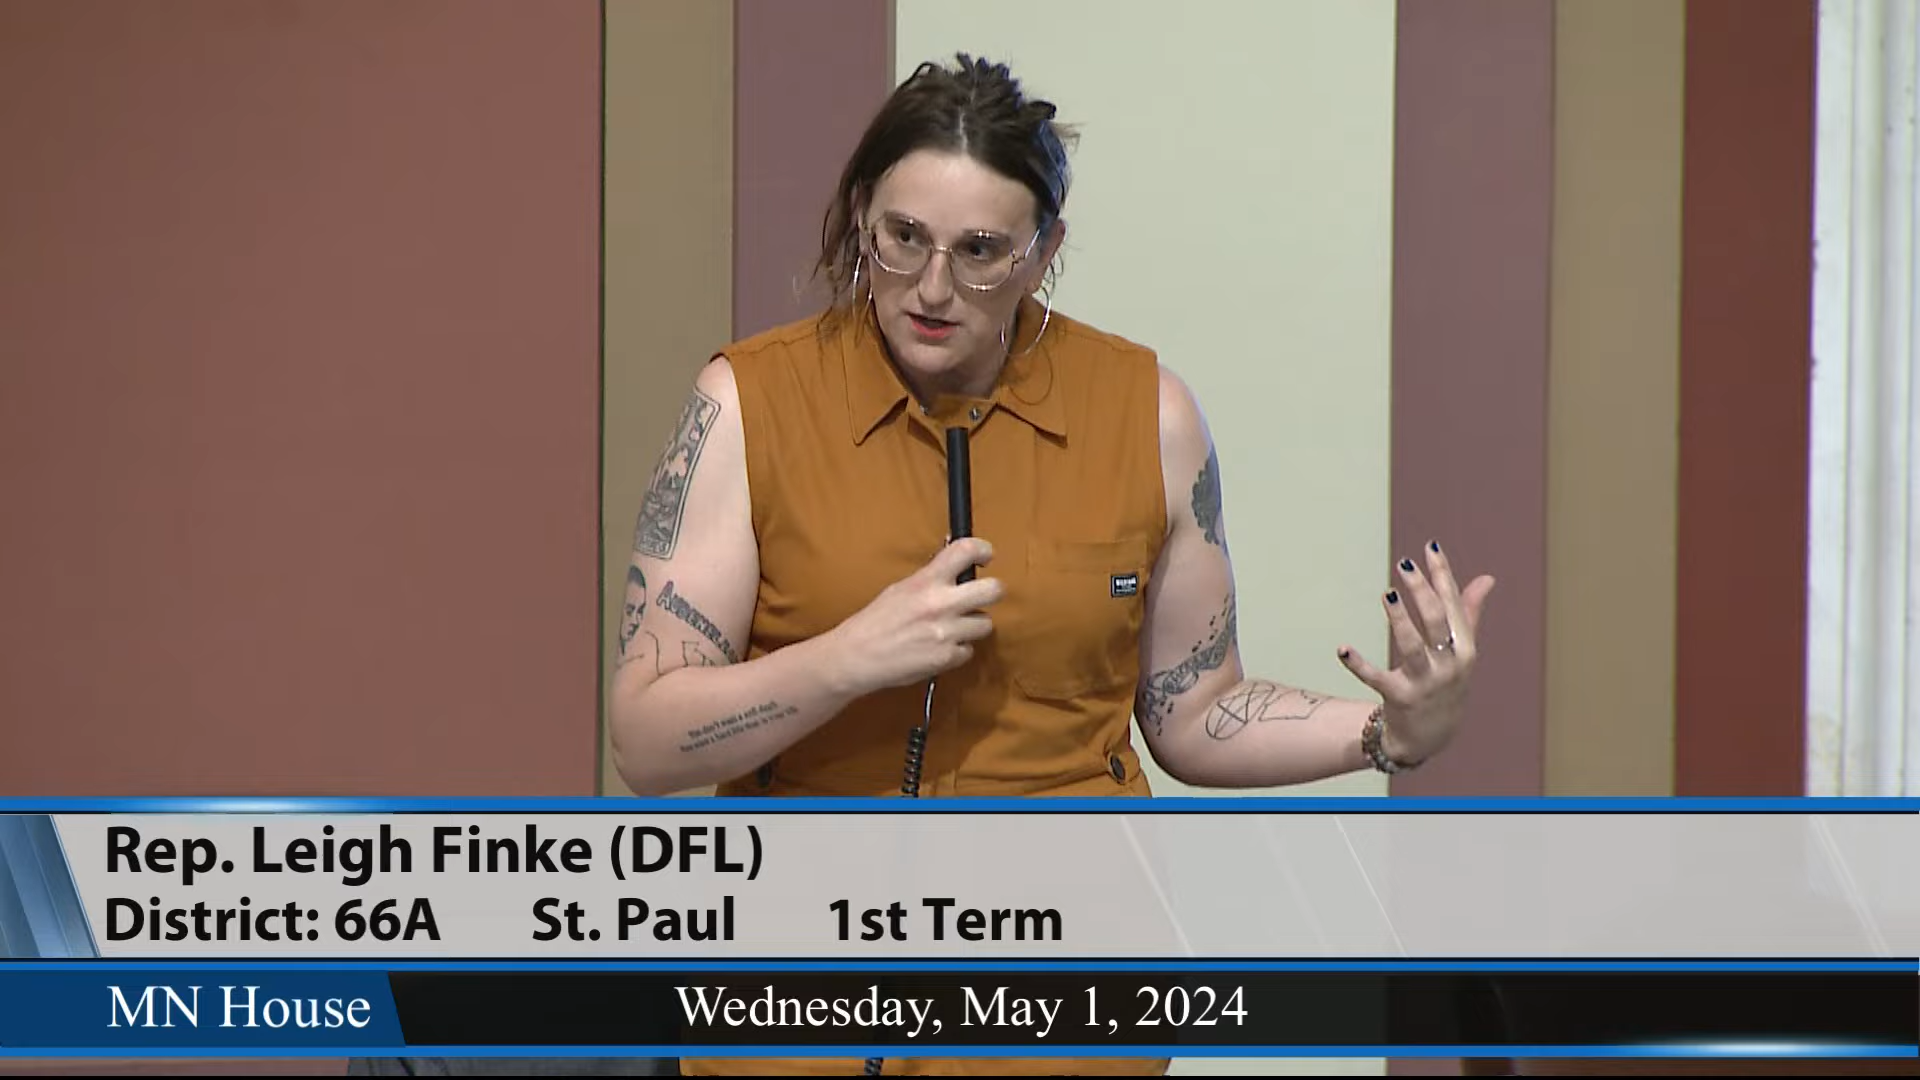 Rep. Leigh Finke (DFL)
District: 66A St. Paul 1st Term
MN House Wednesday, May 1, 2024